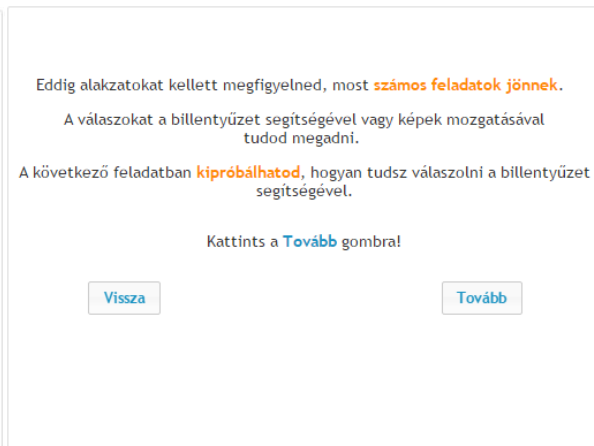 Eddig alakzatokat kellett megfigyelned, most számos feladatok jönnek.
A válaszokat a billentyűzet segítségével vagy képek mozgatásával
tudod megadni.
A következő feladatban kipróbálhatod, hogyan tudsz válaszolni a billentyűzet
segítségével.
Kattints a Tovább gombra!
Vissza
Tovább